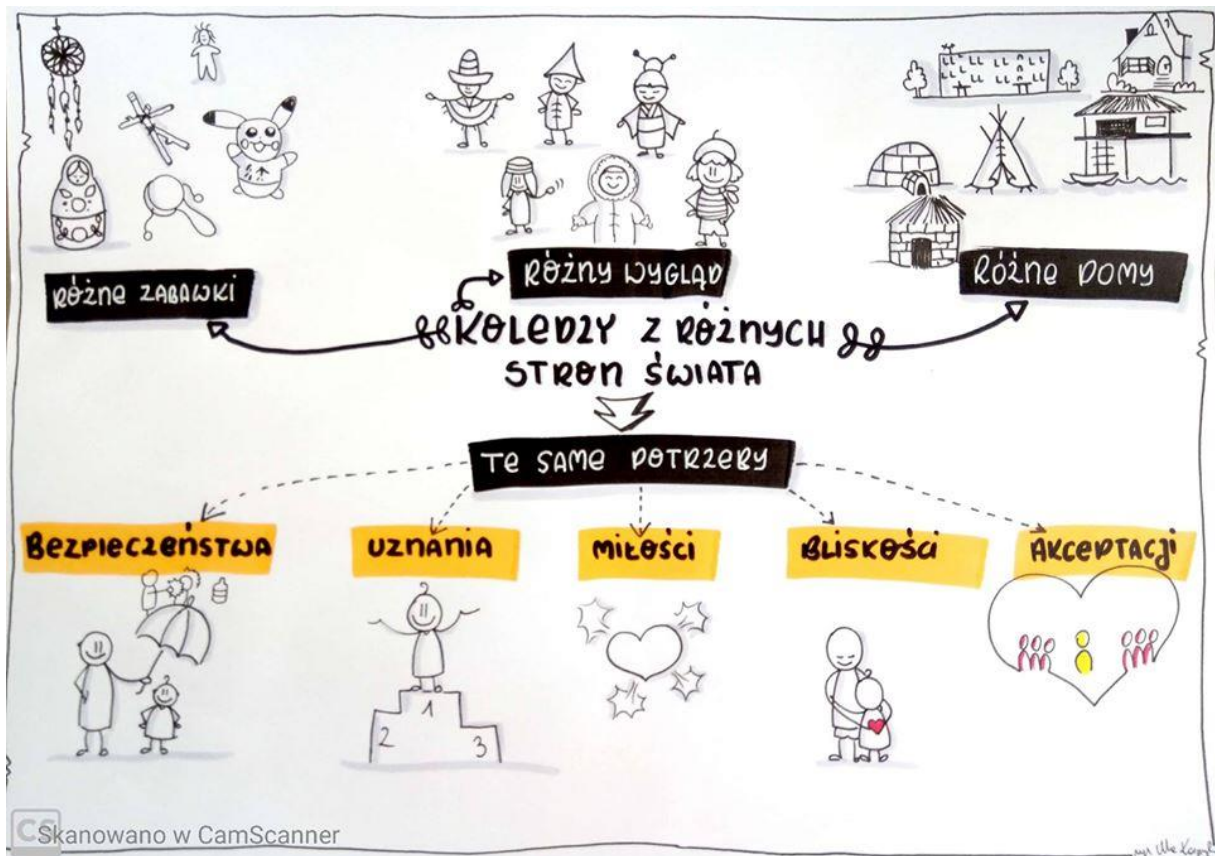 RÓŻNE ZABAWKI
RÓŻNY WYGLĄD
RÓŻNE DOMY
KOLEDZY Z RÓŻNYCH
STRON ŚWIATA
TE SAME POTRZEBY
BEZPIECZEŃSTWA
UZNANIA
MIŁOŚCI
BLISKOŚCI
AKCEPTACJI
1
2
3
CS Skanowano w CamScanner